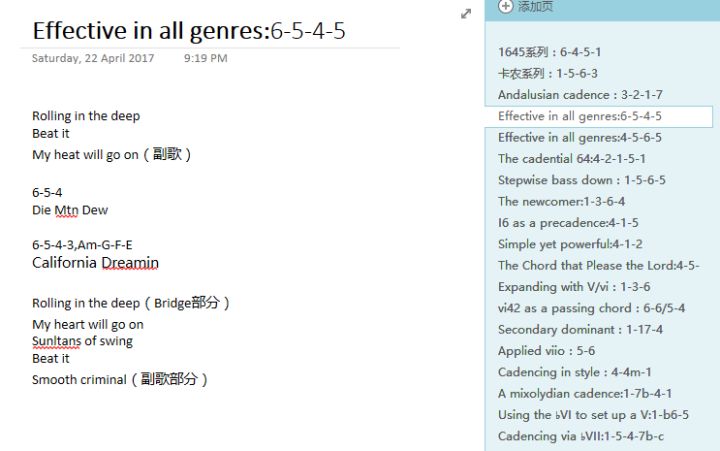 Effective in all genres:6-5-4-5
Saturday, 22 April 2017 9:19 PM
Rolling in the deep
Beat it
My heat will go on（副歌）
6-5-4
Die Mtn Dew
6-5-4-3,Am-G-F-E
California Dreamin
Rolling in the deep（Bridge部分）
My heart will go on
Sunltans of swing
Beat it
Smooth criminal（副歌部分）
添加页
1645系列：6-4-5-1
卡农系列：1-5-6-3
Andalusian cadence：3-2-1-7
Effective in all genres:6-5-4-5
Effective in all genres:4-5-6-5
The cadential 64:4-2-1-5-1
Stepwise bass down：1-5-6-5
The newcomer:1-3-6-4
I6 as a precadence:4-1-5
Simple yet powerful:4-1-2
The Chord that Please the Lord:4-5-
Expanding with V/vi：1-3-6
vi42 as a passing chord：6-6/5-4
Secondary dominant：1-17-4
Applied viio：5-6
Cadencing in style：4-4m-1
A mixolydian cadence:1-7b-4-1
Using the ♭VI to set up a V:1-b6-5
Cadencing via ♭VII:1-5-4-7b-c